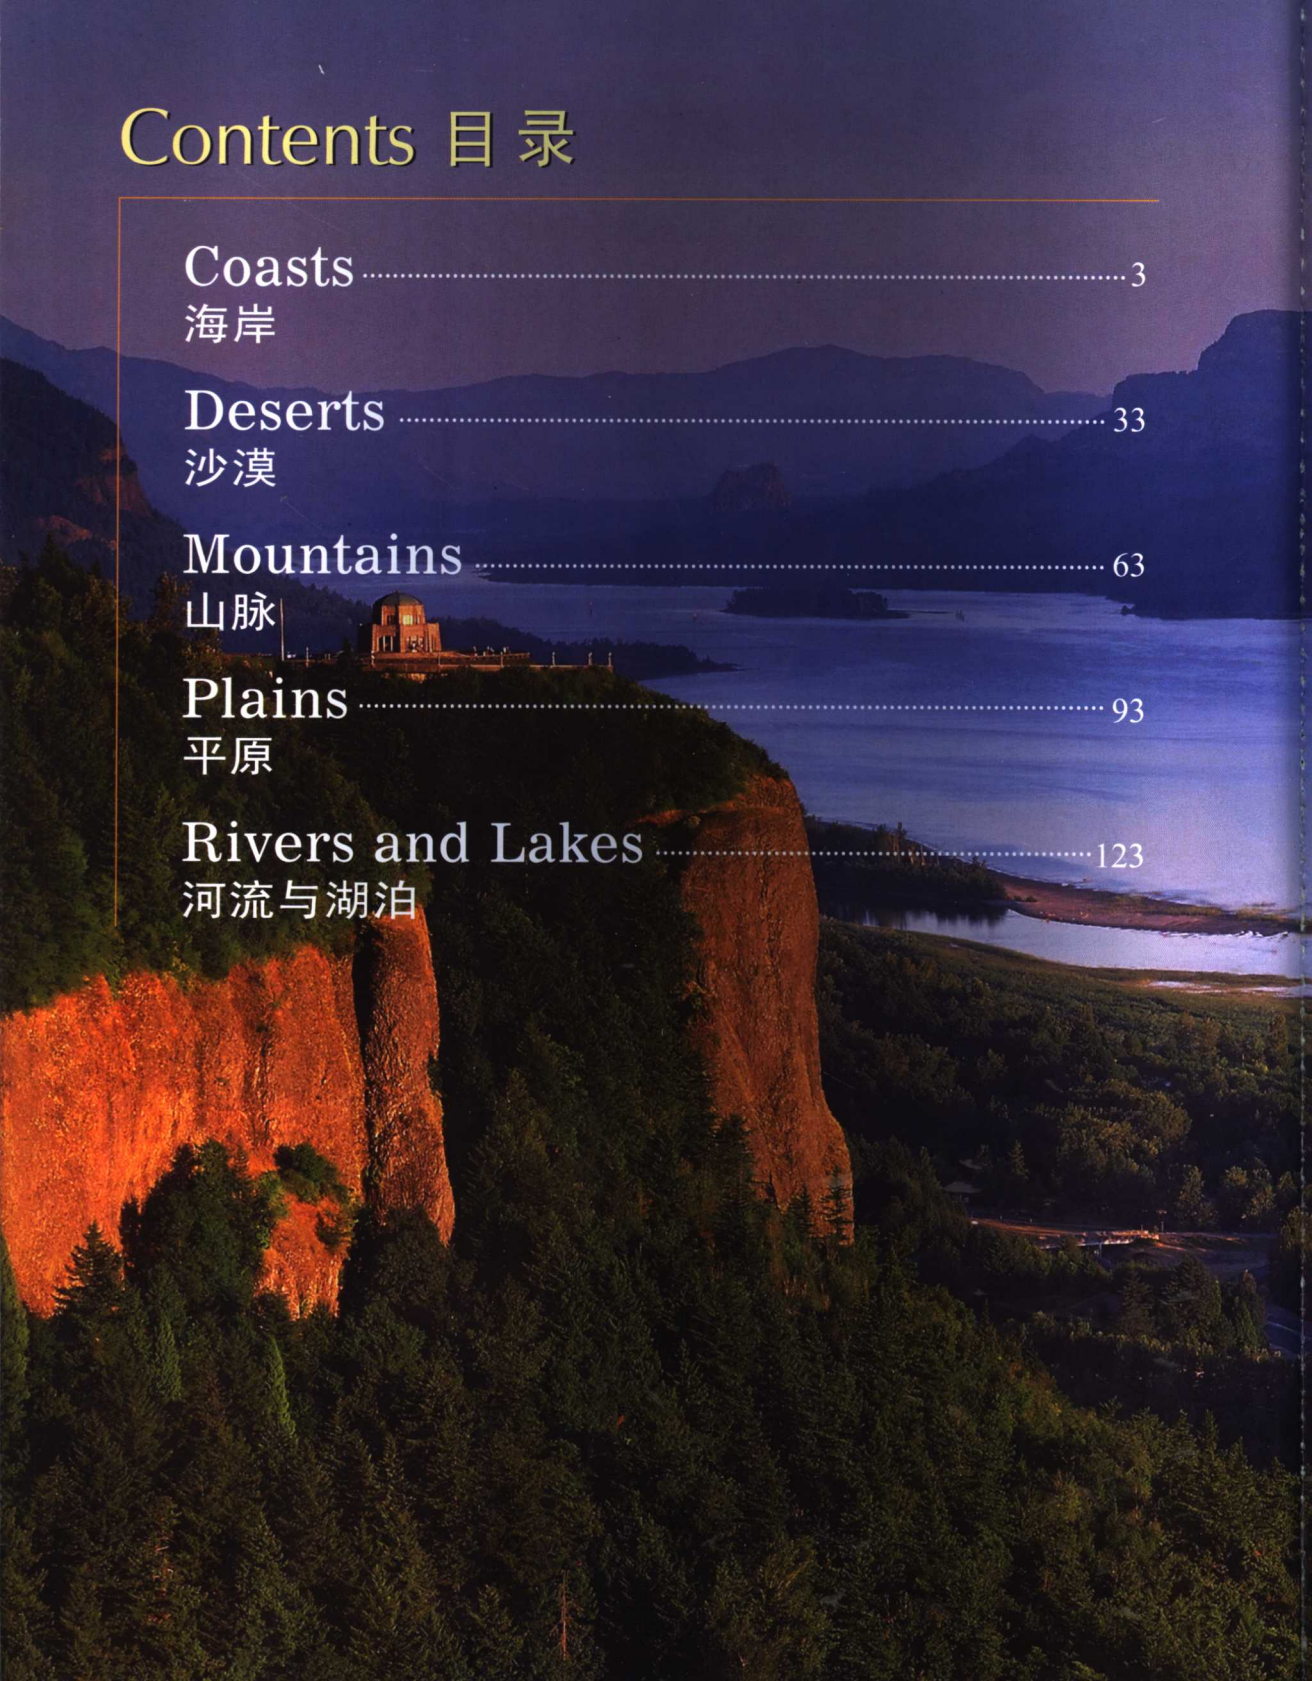 Contents 目录
Coasts 3
海岸
Deserts 33
沙漠
Mountains 63
山脉
Plains 93
平原
Rivers and Lakes 123
河流与湖泊